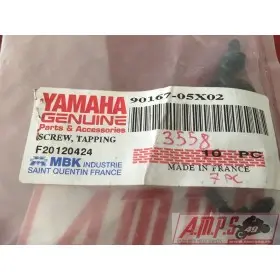 YAMAHA
GENUINE
Parts & Accessories
90167-05X02
SCREW, TAPPING
3558
10 PC
F20120424
MADE IN FRANCE
7 PC
MBK INDUSTRIE
SAINT QUENTIN FRANCE
A.M.P.S
49